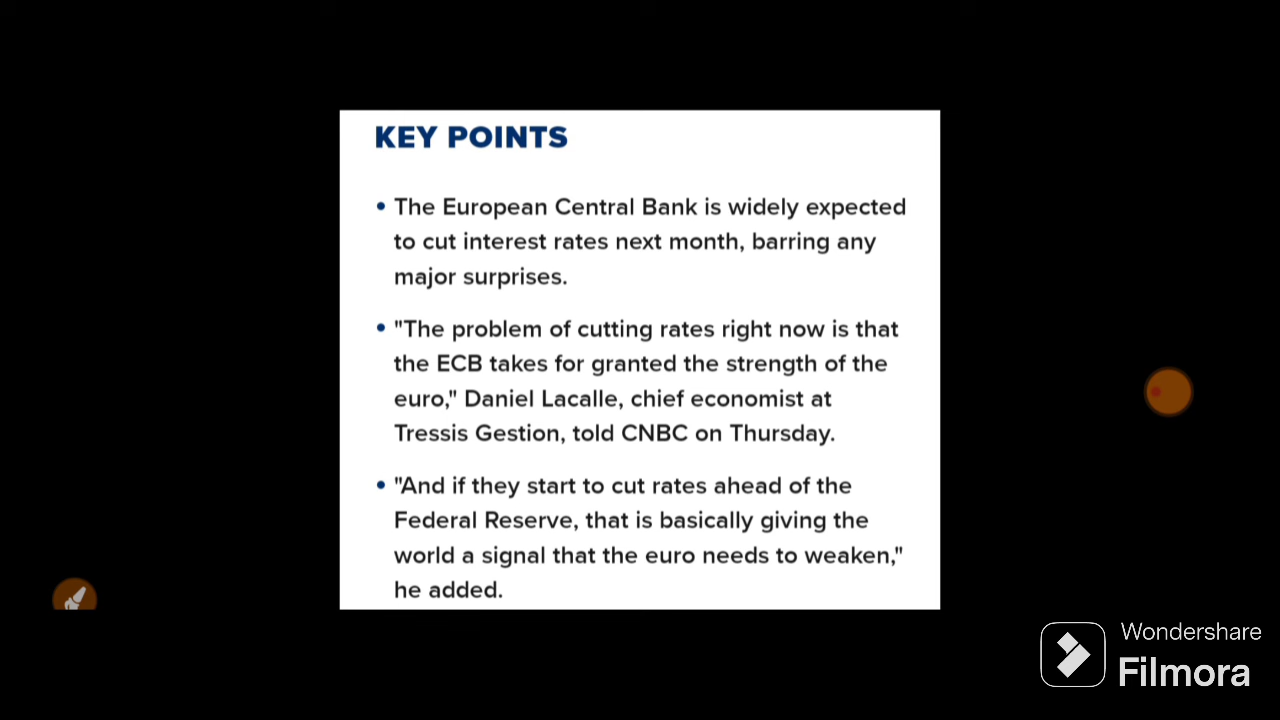 KEY POINTS
• The European Central Bank is widely expected
to cut interest rates next month, barring any
major surprises.
• "The problem of cutting rates right now is that
the ECB takes for granted the strength of the
euro," Daniel Lacalle, chief economist at
Tressis Gestion, told CNBC on Thursday.
• "And if they start to cut rates ahead of the
Federal Reserve, that is basically giving the
world a signal that the euro needs to weaken,"
he added.
Wondershare
Filmora